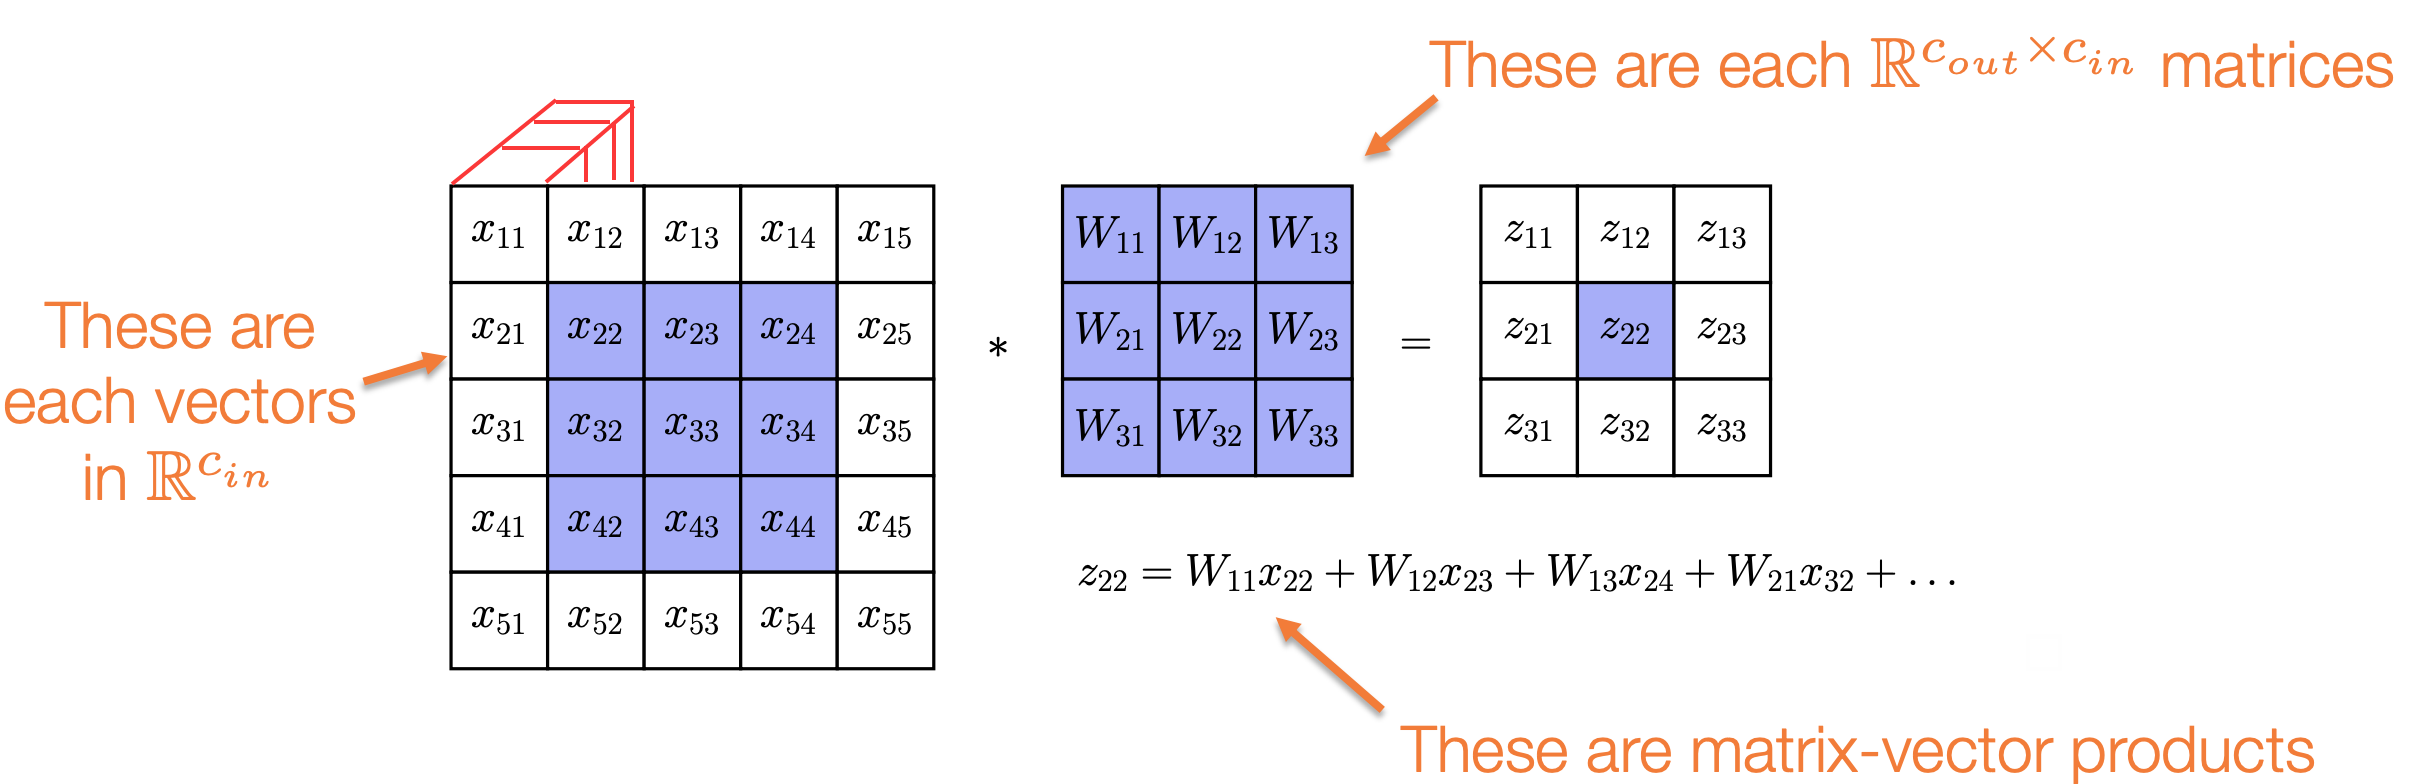 These are each ℝ^{c_{out}×c_{in}} matrices
These are
each vectors
in ℝ^{c_{in}}
x_{11} x_{12} x_{13} x_{14} x_{15}
x_{21} x_{22} x_{23} x_{24} x_{25}
x_{31} x_{32} x_{33} x_{34} x_{35}
x_{41} x_{42} x_{43} x_{44} x_{45}
x_{51} x_{52} x_{53} x_{54} x_{55}
*
W_{11} W_{12} W_{13}
W_{21} W_{22} W_{23}
W_{31} W_{32} W_{33}
=
z_{11} z_{12} z_{13}
z_{21} z_{22} z_{23}
z_{31} z_{32} z_{33}
z_{22} = W_{11}x_{22} + W_{12}x_{23} + W_{13}x_{24} + W_{21}x_{32} + …
These are matrix-vector products